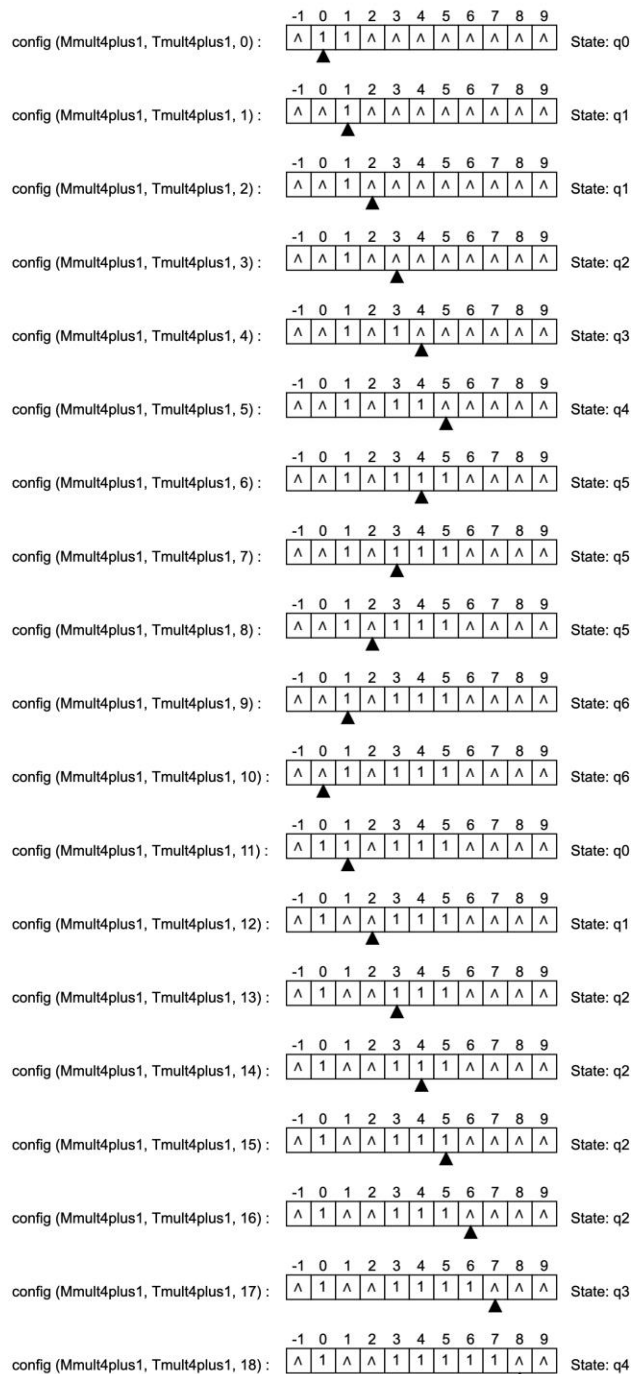 -1 0 1 2 3 4 5 6 7 8 9
config (Mmult4plus1, Tmult4plus1, 0) : ∧ 1 1 ∧ ∧ ∧ ∧ ∧ ∧ ∧ ∧ State: q0
-1 0 1 2 3 4 5 6 7 8 9
config (Mmult4plus1, Tmult4plus1, 1) : ∧ ∧ 1 ∧ ∧ ∧ ∧ ∧ ∧ ∧ ∧ State: q1
-1 0 1 2 3 4 5 6 7 8 9
config (Mmult4plus1, Tmult4plus1, 2) : ∧ ∧ 1 ∧ ∧ ∧ ∧ ∧ ∧ ∧ ∧ State: q1
-1 0 1 2 3 4 5 6 7 8 9
config (Mmult4plus1, Tmult4plus1, 3) : ∧ ∧ 1 ∧ ∧ ∧ ∧ ∧ ∧ ∧ ∧ State: q2
-1 0 1 2 3 4 5 6 7 8 9
config (Mmult4plus1, Tmult4plus1, 4) : ∧ ∧ 1 ∧ 1 ∧ ∧ ∧ ∧ ∧ ∧ State: q3
-1 0 1 2 3 4 5 6 7 8 9
config (Mmult4plus1, Tmult4plus1, 5) : ∧ ∧ 1 ∧ 1 1 ∧ ∧ ∧ ∧ ∧ State: q4
-1 0 1 2 3 4 5 6 7 8 9
config (Mmult4plus1, Tmult4plus1, 6) : ∧ ∧ 1 ∧ 1 1 1 ∧ ∧ ∧ ∧ State: q5
-1 0 1 2 3 4 5 6 7 8 9
config (Mmult4plus1, Tmult4plus1, 7) : ∧ ∧ 1 ∧ 1 1 1 ∧ ∧ ∧ ∧ State: q5
-1 0 1 2 3 4 5 6 7 8 9
config (Mmult4plus1, Tmult4plus1, 8) : ∧ ∧ 1 ∧ 1 1 1 ∧ ∧ ∧ ∧ State: q5
-1 0 1 2 3 4 5 6 7 8 9
config (Mmult4plus1, Tmult4plus1, 9) : ∧ ∧ 1 ∧ 1 1 1 ∧ ∧ ∧ ∧ State: q6
-1 0 1 2 3 4 5 6 7 8 9
config (Mmult4plus1, Tmult4plus1, 10) : ∧ ∧ 1 ∧ 1 1 1 ∧ ∧ ∧ ∧ State: q6
-1 0 1 2 3 4 5 6 7 8 9
config (Mmult4plus1, Tmult4plus1, 11) : ∧ 1 1 ∧ 1 1 1 ∧ ∧ ∧ ∧ State: q0
-1 0 1 2 3 4 5 6 7 8 9
config (Mmult4plus1, Tmult4plus1, 12) : ∧ 1 ∧ ∧ 1 1 1 ∧ ∧ ∧ ∧ State: q1
-1 0 1 2 3 4 5 6 7 8 9
config (Mmult4plus1, Tmult4plus1, 13) : ∧ 1 ∧ ∧ 1 1 1 ∧ ∧ ∧ ∧ State: q2
-1 0 1 2 3 4 5 6 7 8 9
config (Mmult4plus1, Tmult4plus1, 14) : ∧ 1 ∧ ∧ 1 1 1 ∧ ∧ ∧ ∧ State: q2
-1 0 1 2 3 4 5 6 7 8 9
config (Mmult4plus1, Tmult4plus1, 15) : ∧ 1 ∧ ∧ 1 1 1 ∧ ∧ ∧ ∧ State: q2
-1 0 1 2 3 4 5 6 7 8 9
config (Mmult4plus1, Tmult4plus1, 16) : ∧ 1 ∧ ∧ 1 1 1 ∧ ∧ ∧ ∧ State: q2
-1 0 1 2 3 4 5 6 7 8 9
config (Mmult4plus1, Tmult4plus1, 17) : ∧ 1 ∧ ∧ 1 1 1 1 ∧ ∧ ∧ State: q3
-1 0 1 2 3 4 5 6 7 8 9
config (Mmult4plus1, Tmult4plus1, 18) : ∧ 1 ∧ ∧ 1 1 1 1 1 ∧ ∧ State: q4